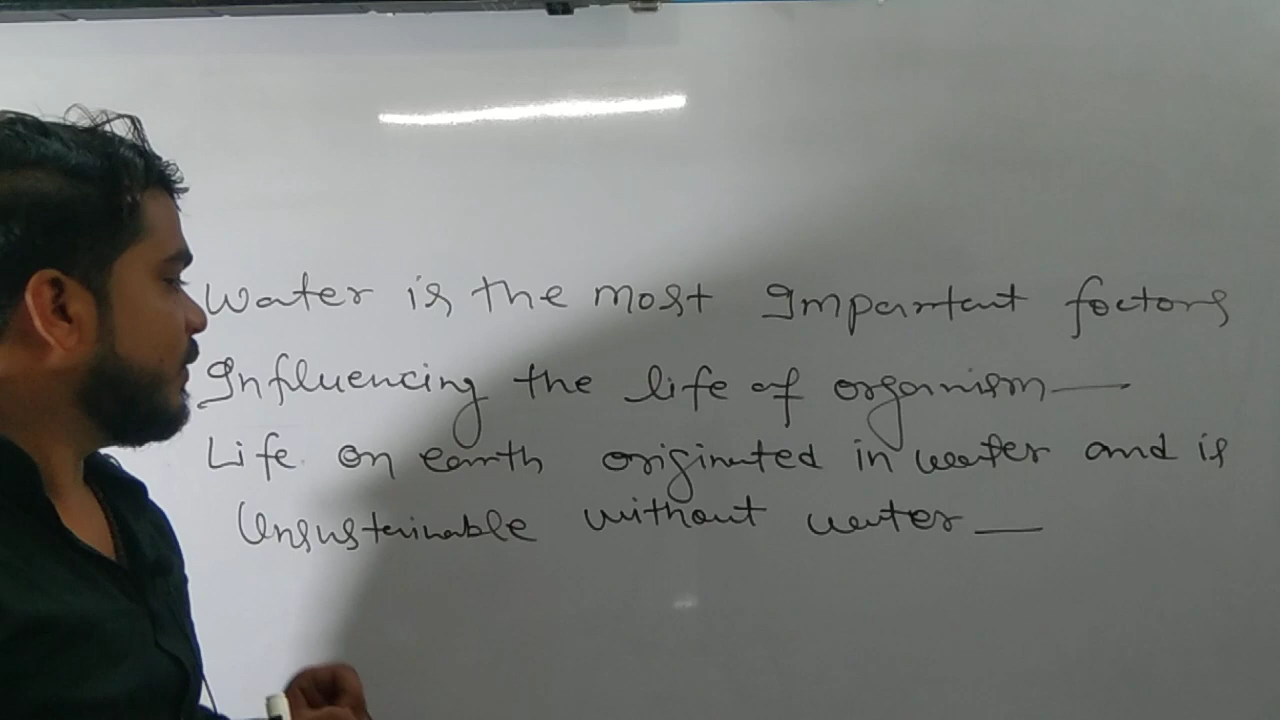 Water is the most Important factors
Influencing the life of organism—
Life on earth originated in water and is
Unsustainable without water—